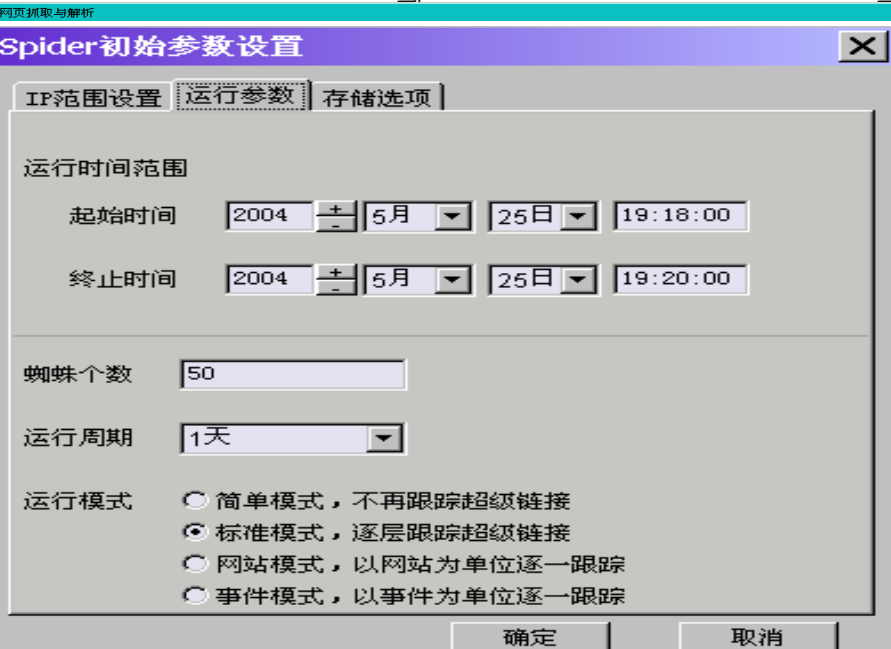 网页抓取与解析
Spider初始参数设置
IP范围设置 运行参数 存储选项
运行时间范围
起始时间 2004 + - 5月 25日 19:18:00
终止时间 2004 + - 5月 25日 19:20:00
蜘蛛个数 50
运行周期 1天
运行模式 简单模式，不再跟踪超级链接
标准模式，逐层跟踪超级链接
网站模式，以网站为单位逐一跟踪
事件模式，以事件为单位逐一跟踪
确定 取消